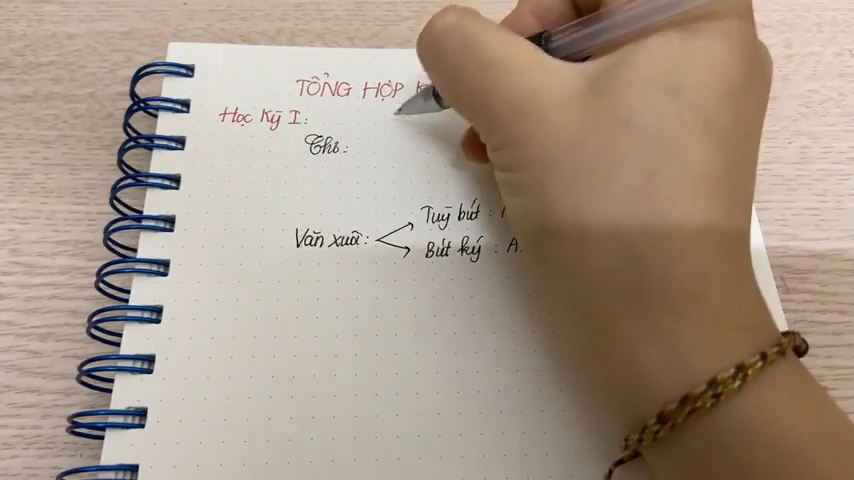 TỔNG HỢP
Học kỳ I:
Thơ:
Tuỳ bút :
Văn xuôi:
Bút ký : A